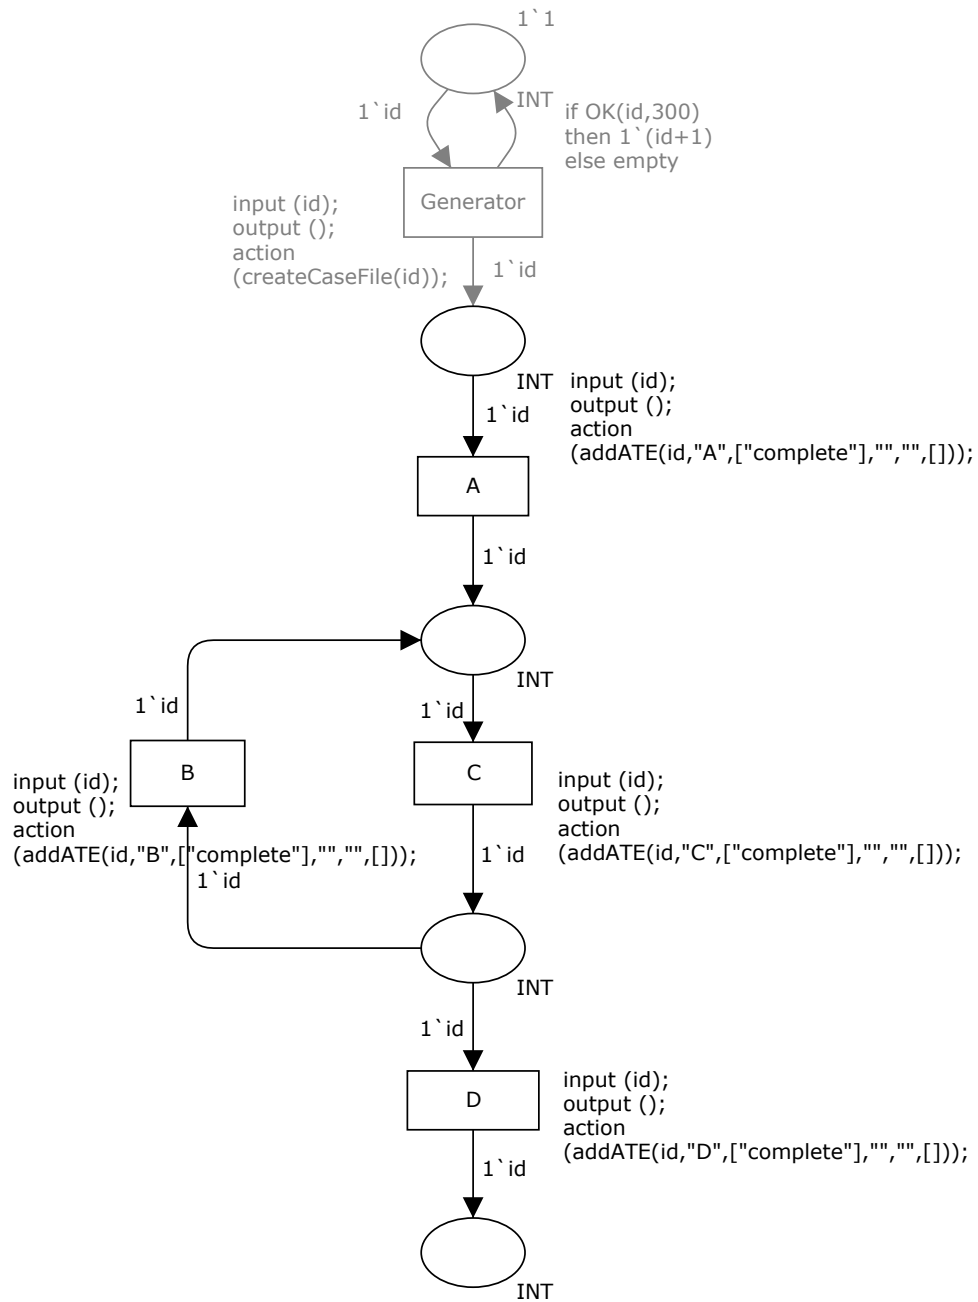 1`1
INT
1`id
if OK(id,300)
then 1`(id+1)
else empty
Generator
input (id);
output ();
action
(createCaseFile(id));
1`id
INT
input (id);
output ();
action
(addATE(id,"A",["complete"],"","",[]));
1`id
A
1`id
INT
1`id
1`id
B
C
input (id);
output ();
action
(addATE(id,"B",["complete"],"","",[]));
input (id);
output ();
action
(addATE(id,"C",["complete"],"","",[]));
1`id
1`id
INT
1`id
D
input (id);
output ();
action
(addATE(id,"D",["complete"],"","",[]));
1`id
INT